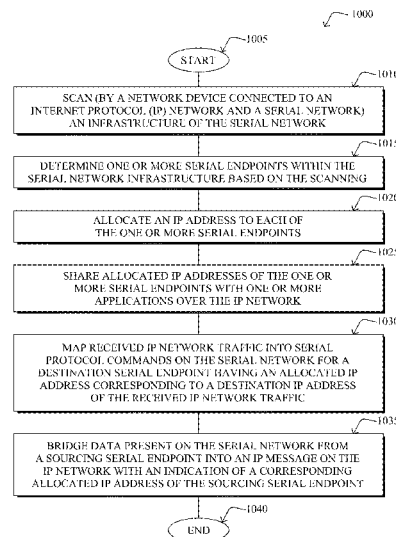 1000
1005
START
1010
SCAN (BY A NETWORK DEVICE CONNECTED TO AN
INTERNET PROTOCOL (IP) NETWORK AND A SERIAL NETWORK)
AN INFRASTRUCTURE OF THE SERIAL NETWORK
1015
DETERMINE ONE OR MORE SERIAL ENDPOINTS WITHIN THE
SERIAL NETWORK INFRASTRUCTURE BASED ON THE SCANNING
1020
ALLOCATE AN IP ADDRESS TO EACH OF
THE ONE OR MORE SERIAL ENDPOINTS
1025
SHARE ALLOCATED IP ADDRESSES OF THE ONE OR
MORE SERIAL ENDPOINTS WITH ONE OR MORE
APPLICATIONS OVER THE IP NETWORK
1030
MAP RECEIVED IP NETWORK TRAFFIC INTO SERIAL
PROTOCOL COMMANDS ON THE SERIAL NETWORK FOR A
DESTINATION SERIAL ENDPOINT HAVING AN ALLOCATED IP
ADDRESS CORRESPONDING TO A DESTINATION IP ADDRESS
OF THE RECEIVED IP NETWORK TRAFFIC
1035
BRIDGE DATA PRESENT ON THE SERIAL NETWORK FROM
A SOURCING SERIAL ENDPOINT INTO AN IP MESSAGE ON THE
IP NETWORK WITH AN INDICATION OF A CORRESPONDING
ALLOCATED IP ADDRESS OF THE SOURCING SERIAL ENDPOINT
1040
END